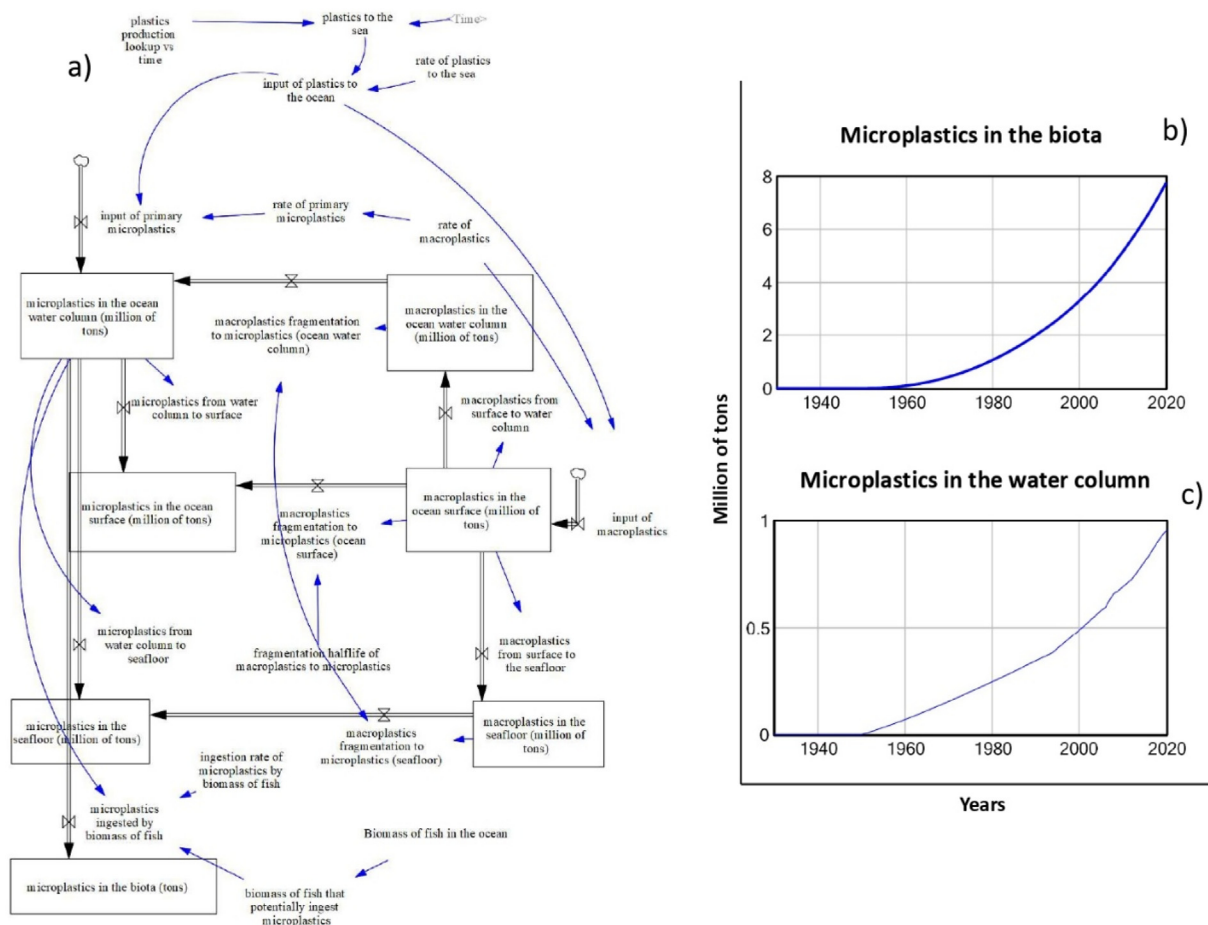 a)
plastics
production
lookup vs
time
plastics to the
sea
<Time>
rate of plastics
to the sea
input of plastics to
the ocean
input of primary
microplastics
rate of primary
microplastics
rate of
macroplastics
microplastics in the ocean
water column (million of
tons)
macroplastics in the
ocean water column
(million of tons)
macroplastics fragmentation
to microplastics (ocean water
column)
microplastics from water
column to surface
macroplastics from
surface to water
column
microplastics in the ocean
surface (million of tons)
macroplastics in the
ocean surface (million of
tons)
macroplastics
fragmentation to
microplastics (ocean
surface)
input of
macroplastics
microplastics from
water column to
seafloor
fragmentation halflife of
macroplastics to microplastics
macroplastics
from surface to
the seafloor
microplastics in the
seafloor (million of tons)
macroplastics
fragmentation to
microplastics (seafloor)
macroplastics in the
seafloor (million of
tons)
ingestion rate of
microplastics by
biomass of fish
microplastics
ingested by
biomass of fish
Biomass of fish in the ocean
microplastics in the biota (tons)
biomass of fish that
potentially ingest
microplastics
b)
Microplastics in the biota
8
6
4
2
0
1940 1960 1980 2000 2020
Million of tons
Microplastics in the water column
c)
1
0.5
0
1940 1960 1980 2000 2020
Years